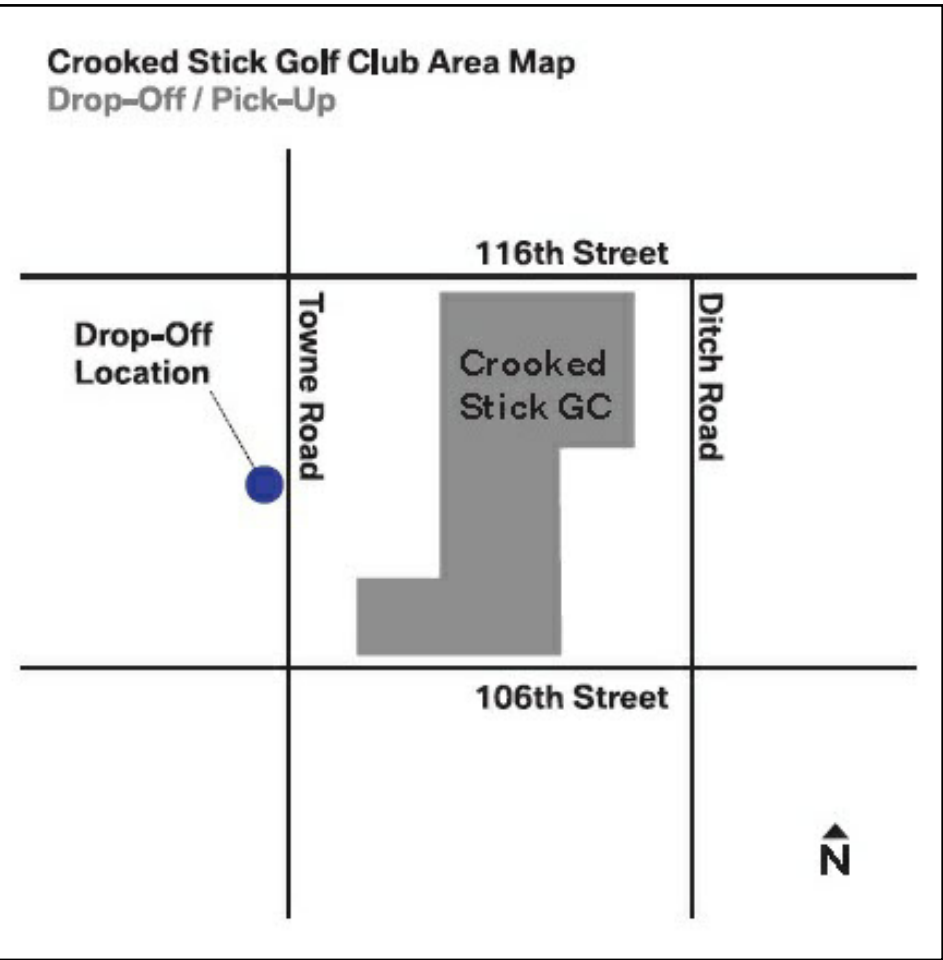 Crooked Stick Golf Club Area Map
Drop-Off / Pick-Up
116th Street
Drop-Off
Location
Towne Road
Crooked
Stick GC
Ditch Road
106th Street
N